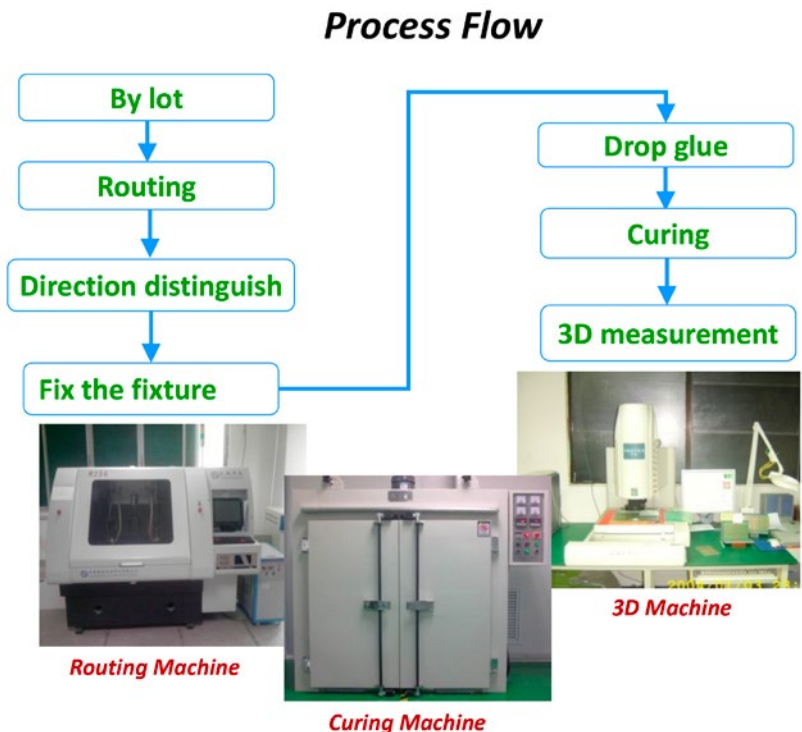 Process Flow
By lot
Routing
Direction distinguish
Fix the fixture
Drop glue
Curing
3D measurement
Routing Machine
Curing Machine
3D Machine